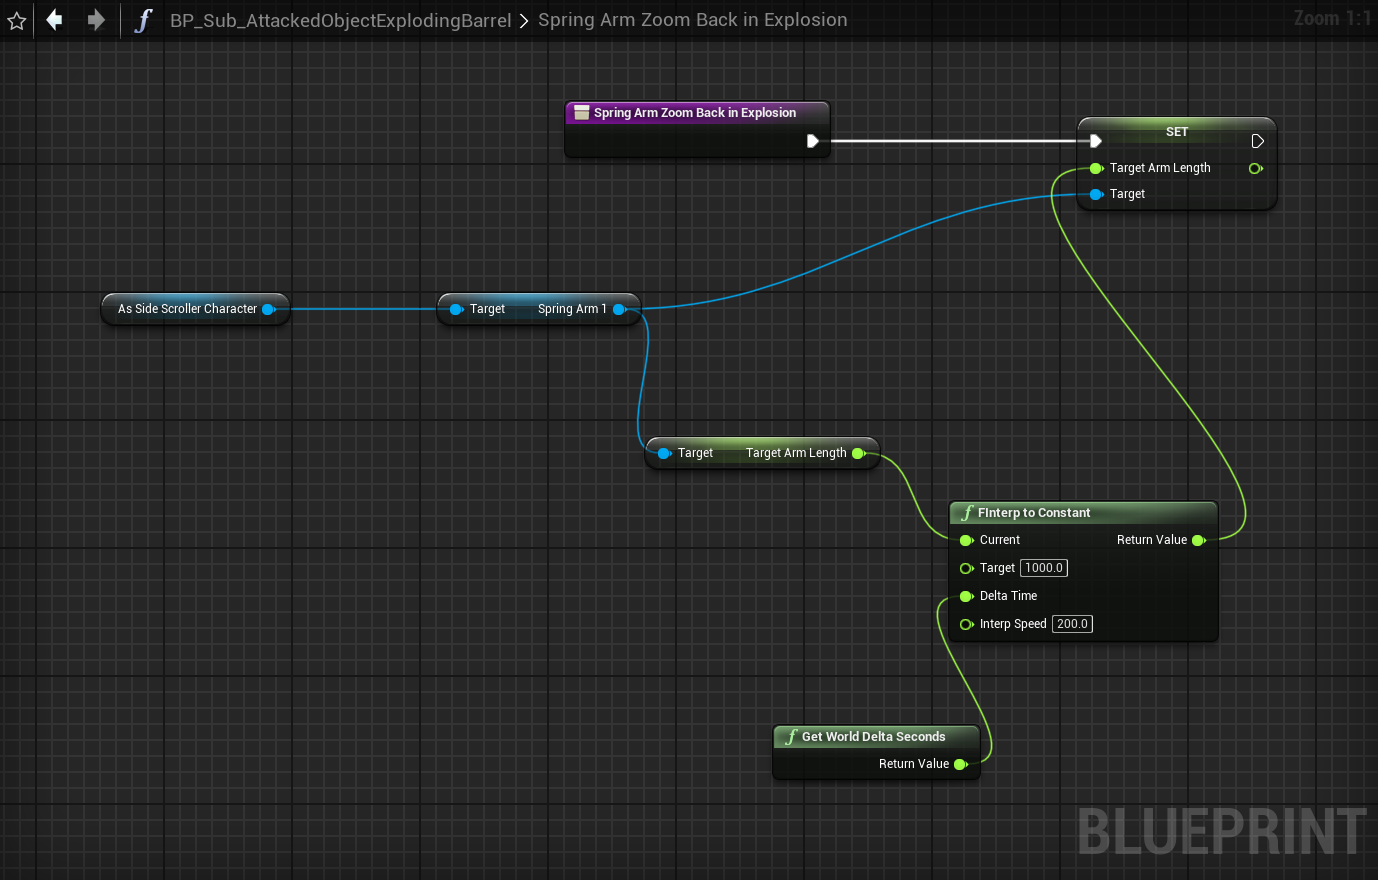 BP_Sub_AttackedObjectExplodingBarrel > Spring Arm Zoom Back in Explosion
Zoom 1:1
Spring Arm Zoom Back in Explosion
SET
Target Arm Length
Target
As Side Scroller Character
Target Spring Arm 1
Target Target Arm Length
f FInterp to Constant
Current Return Value
Target 1000.0
Delta Time
Interp Speed 200.0
f Get World Delta Seconds
Return Value
BLUEPRINT